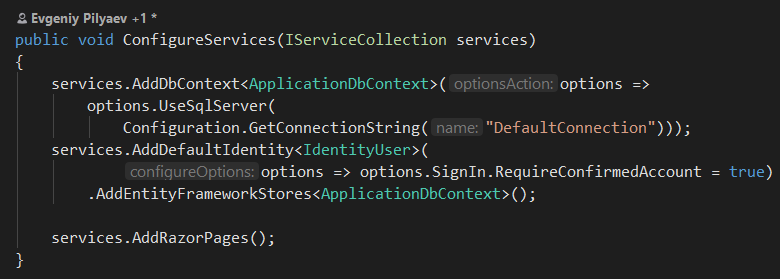 Evgeniy Pilyaev +1 *
public void ConfigureServices(IServiceCollection services)
{
services.AddDbContext<ApplicationDbContext>( optionsAction: options =>
options.UseSqlServer(
Configuration.GetConnectionString( name: "DefaultConnection")));
services.AddDefaultIdentity<IdentityUser>(
configureOptions: options => options.SignIn.RequireConfirmedAccount = true)
.AddEntityFrameworkStores<ApplicationDbContext>();
services.AddRazorPages();
}